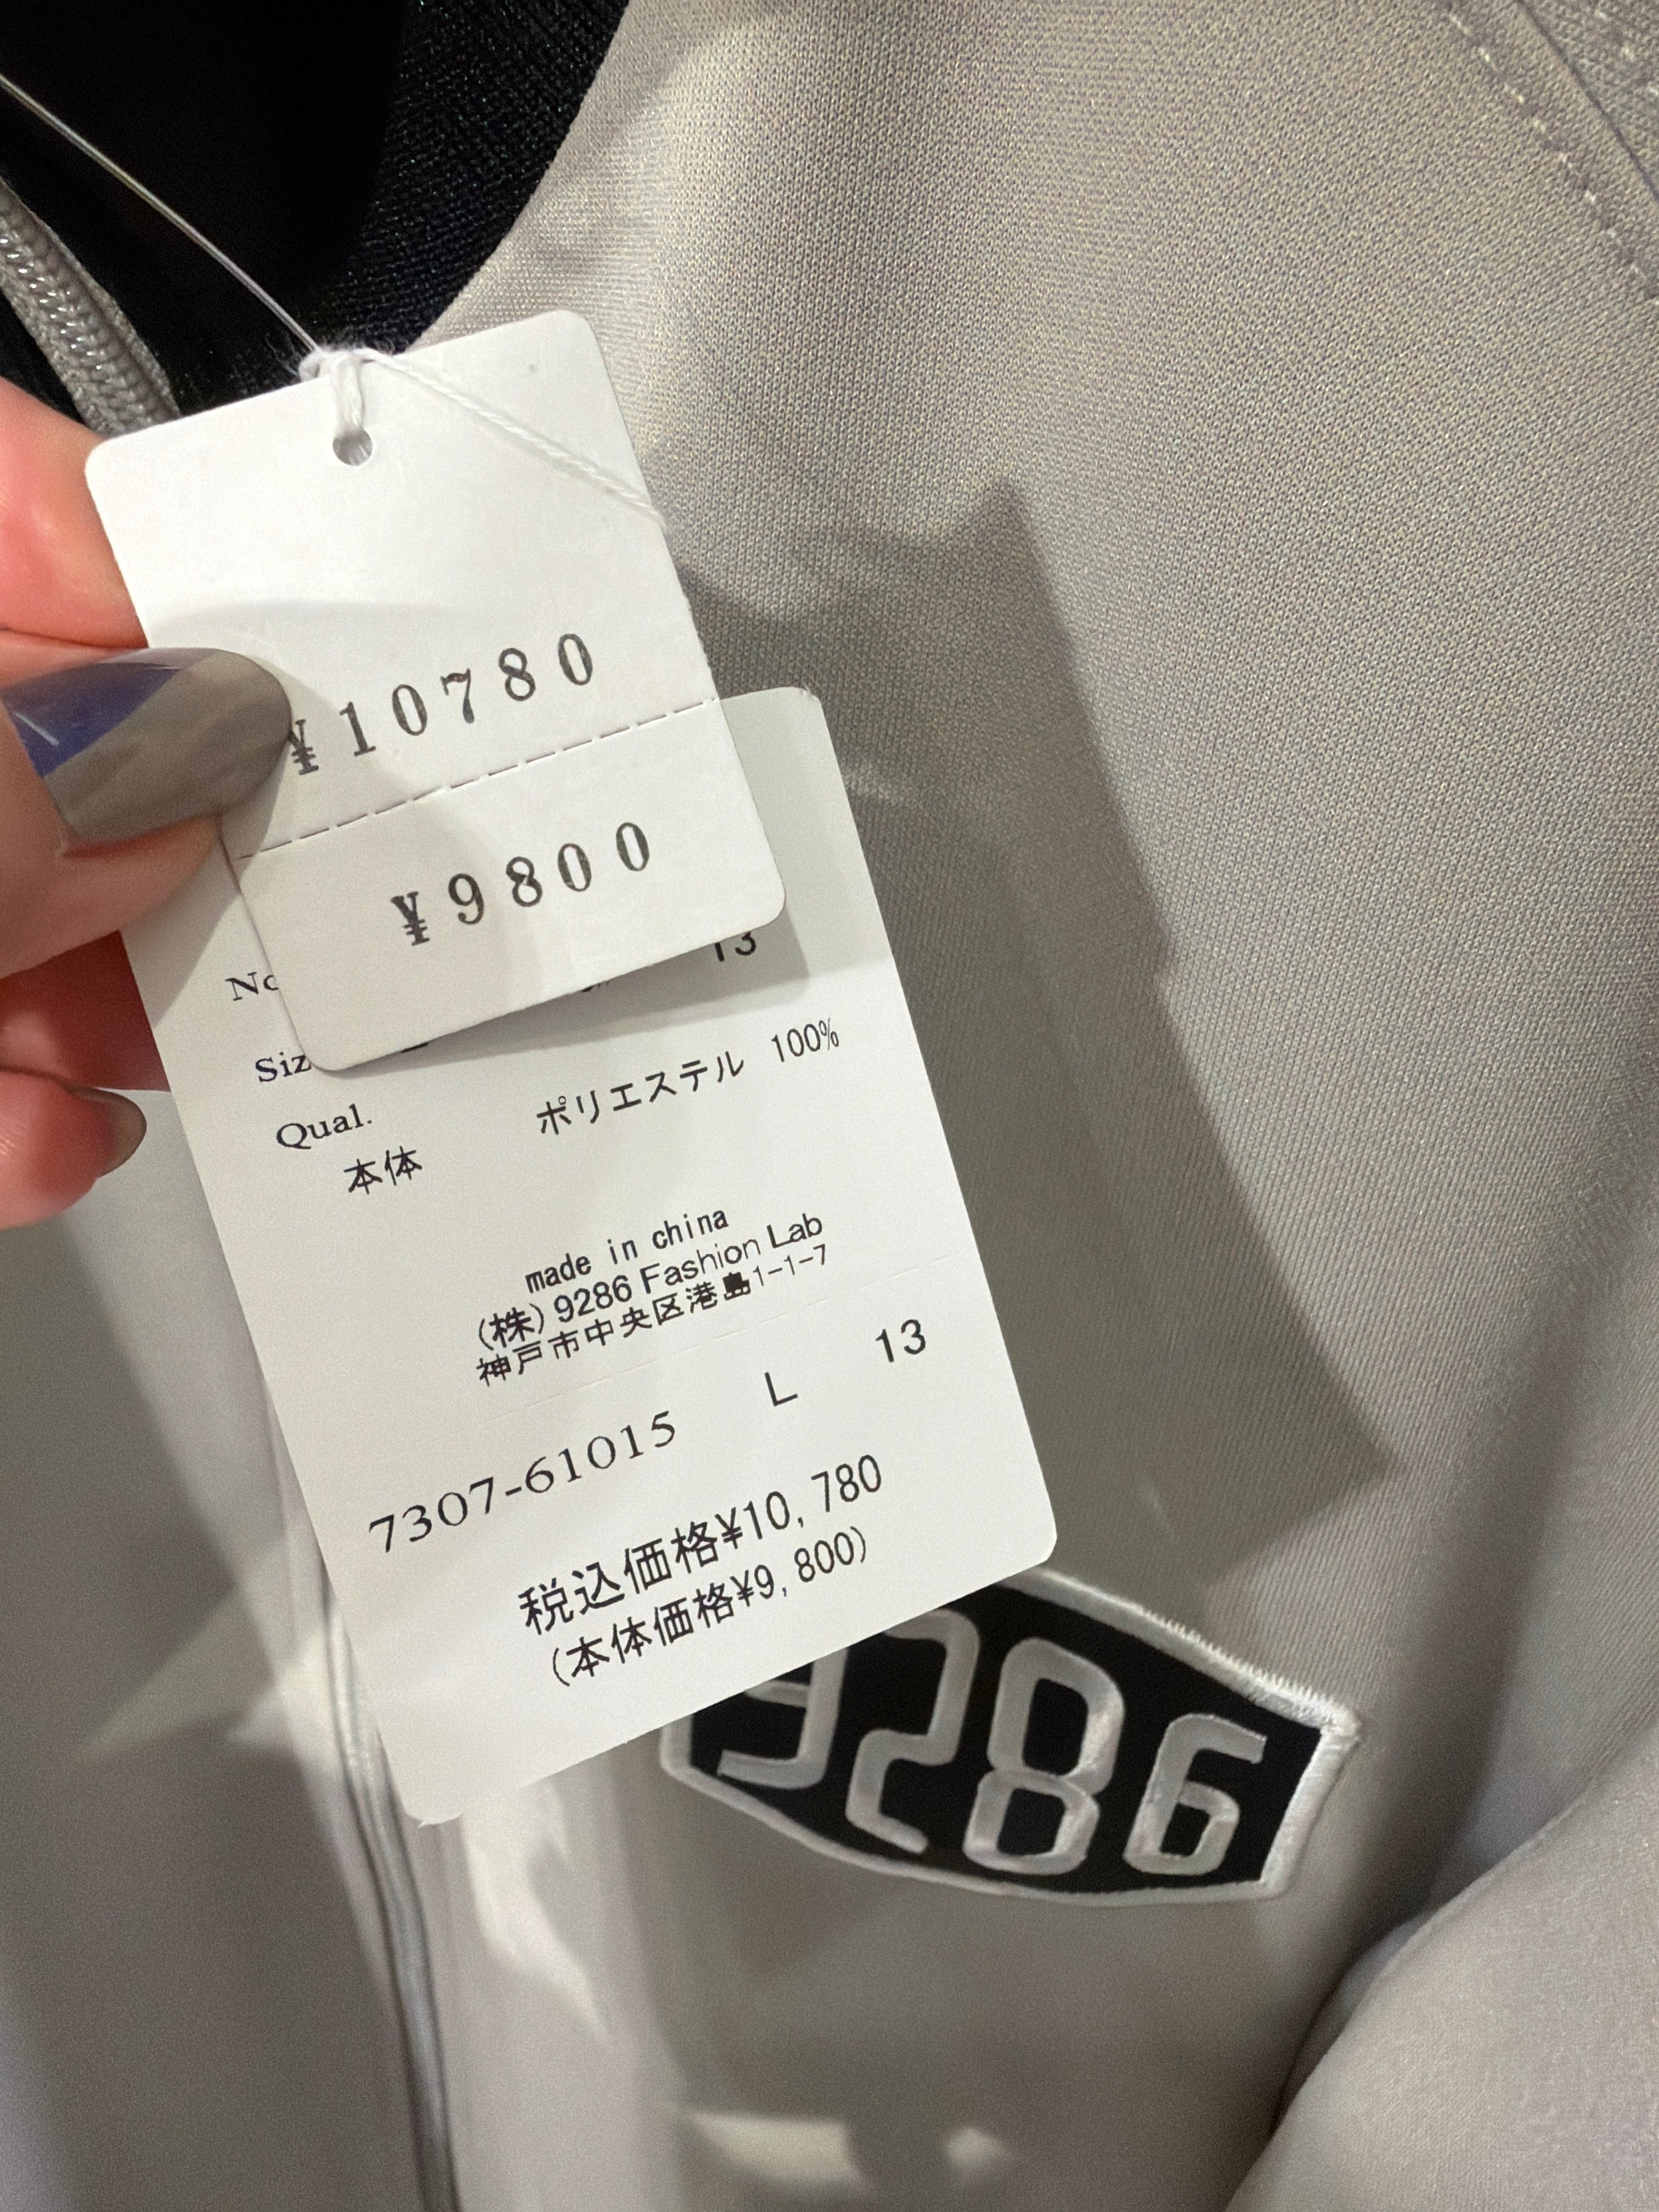 ¥10780
¥9800
13
Qual.
ポリエステル 100%
本体
made in china
(株)9286 Fashion Lab
神戸市中央区港島1-1-7
7307-61015 L 13
税込価格¥10,780
(本体価格¥9,800)
9286